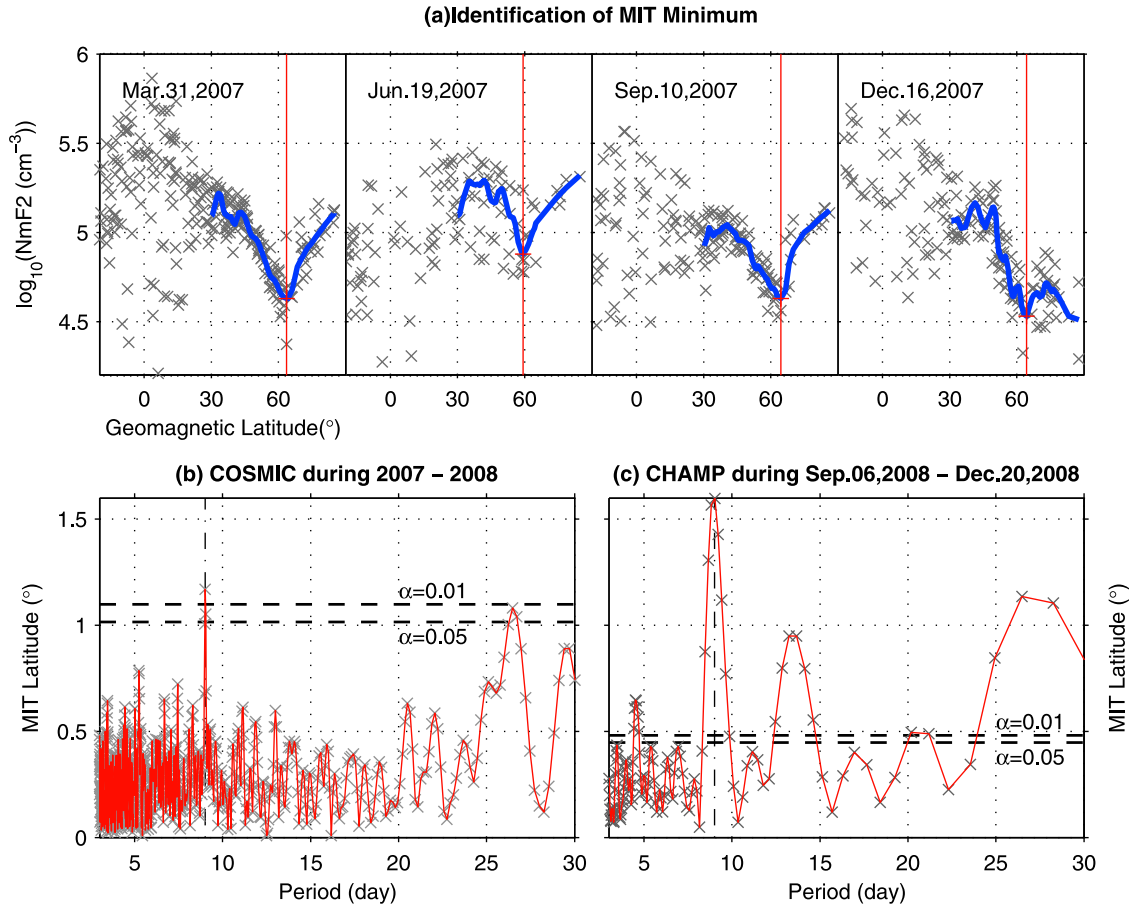 (a)Identification of MIT Minimum
log10(NmF2 (cm−3))
6
5.5
5
4.5
Mar.31,2007
Jun.19,2007
Sep.10,2007
Dec.16,2007
0 30 60 0 30 60 0 30 60 0 30 60
Geomagnetic Latitude(°)
(b) COSMIC during 2007 − 2008
MIT Latitude (°)
1.5
1
0.5
0
α=0.01
α=0.05
5 10 15 20 25 30
Period (day)
(c) CHAMP during Sep.06,2008 − Dec.20,2008
α=0.01
α=0.05
MIT Latitude (°)
5 10 15 20 25 30
Period (day)